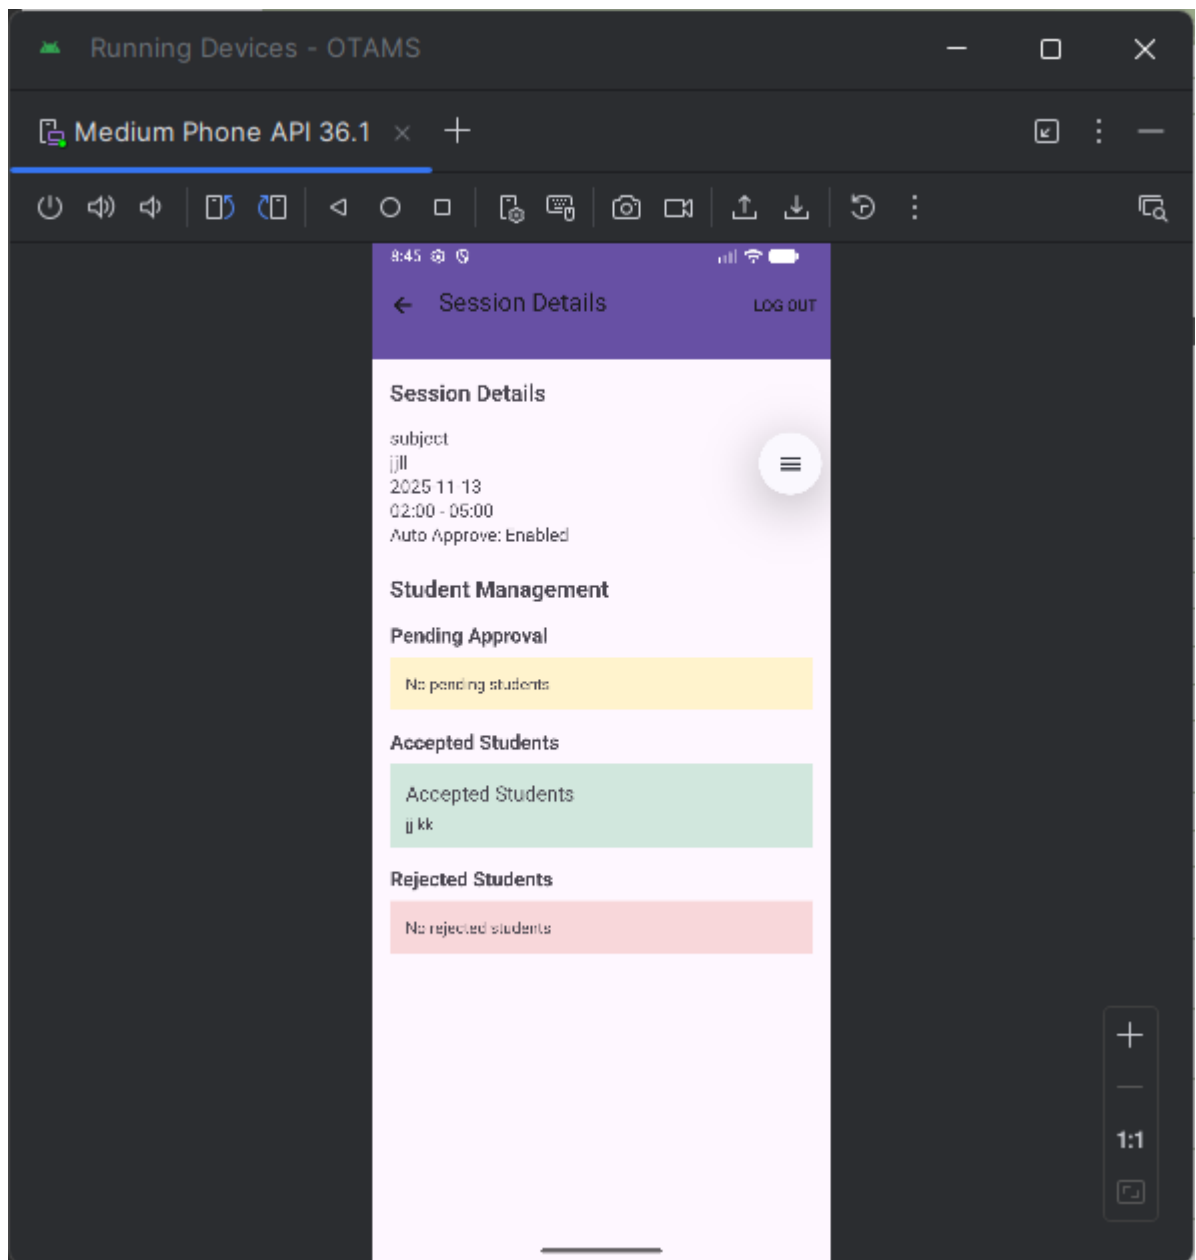 Running Devices - OTAMS
Medium Phone API 36.1
8:45
Session Details
LOG OUT
Session Details
subject
jjll
2025-11-13
02:00 - 05:00
Auto Approve: Enabled
Student Management
Pending Approval
No pending students
Accepted Students
Accepted Students
jj kk
Rejected Students
No rejected students
1:1